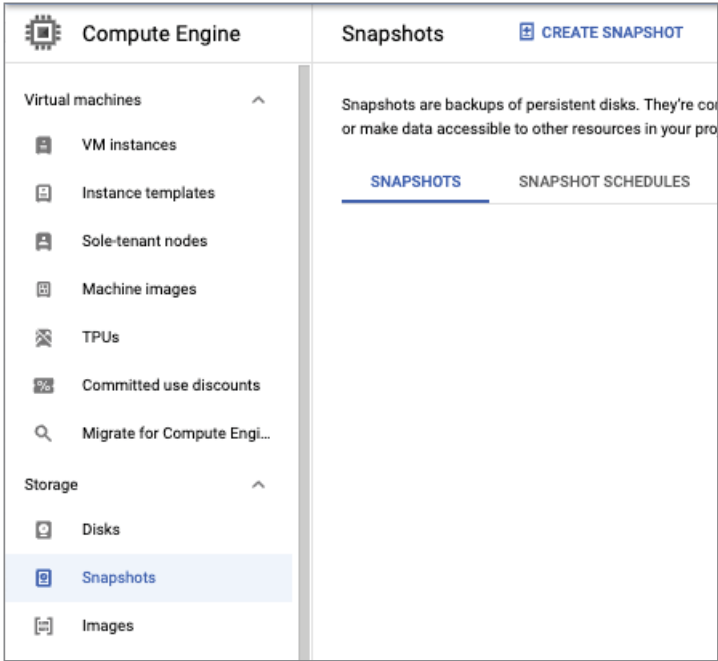 Compute Engine
Virtual machines
VM instances
Instance templates
Sole-tenant nodes
Machine images
TPUs
Committed use discounts
Migrate for Compute Engi...
Storage
Disks
Snapshots
Images
Snapshots
CREATE SNAPSHOT
Snapshots are backups of persistent disks. They're
or make data accessible to other resources in your
SNAPSHOTS
SNAPSHOT SCHEDULES